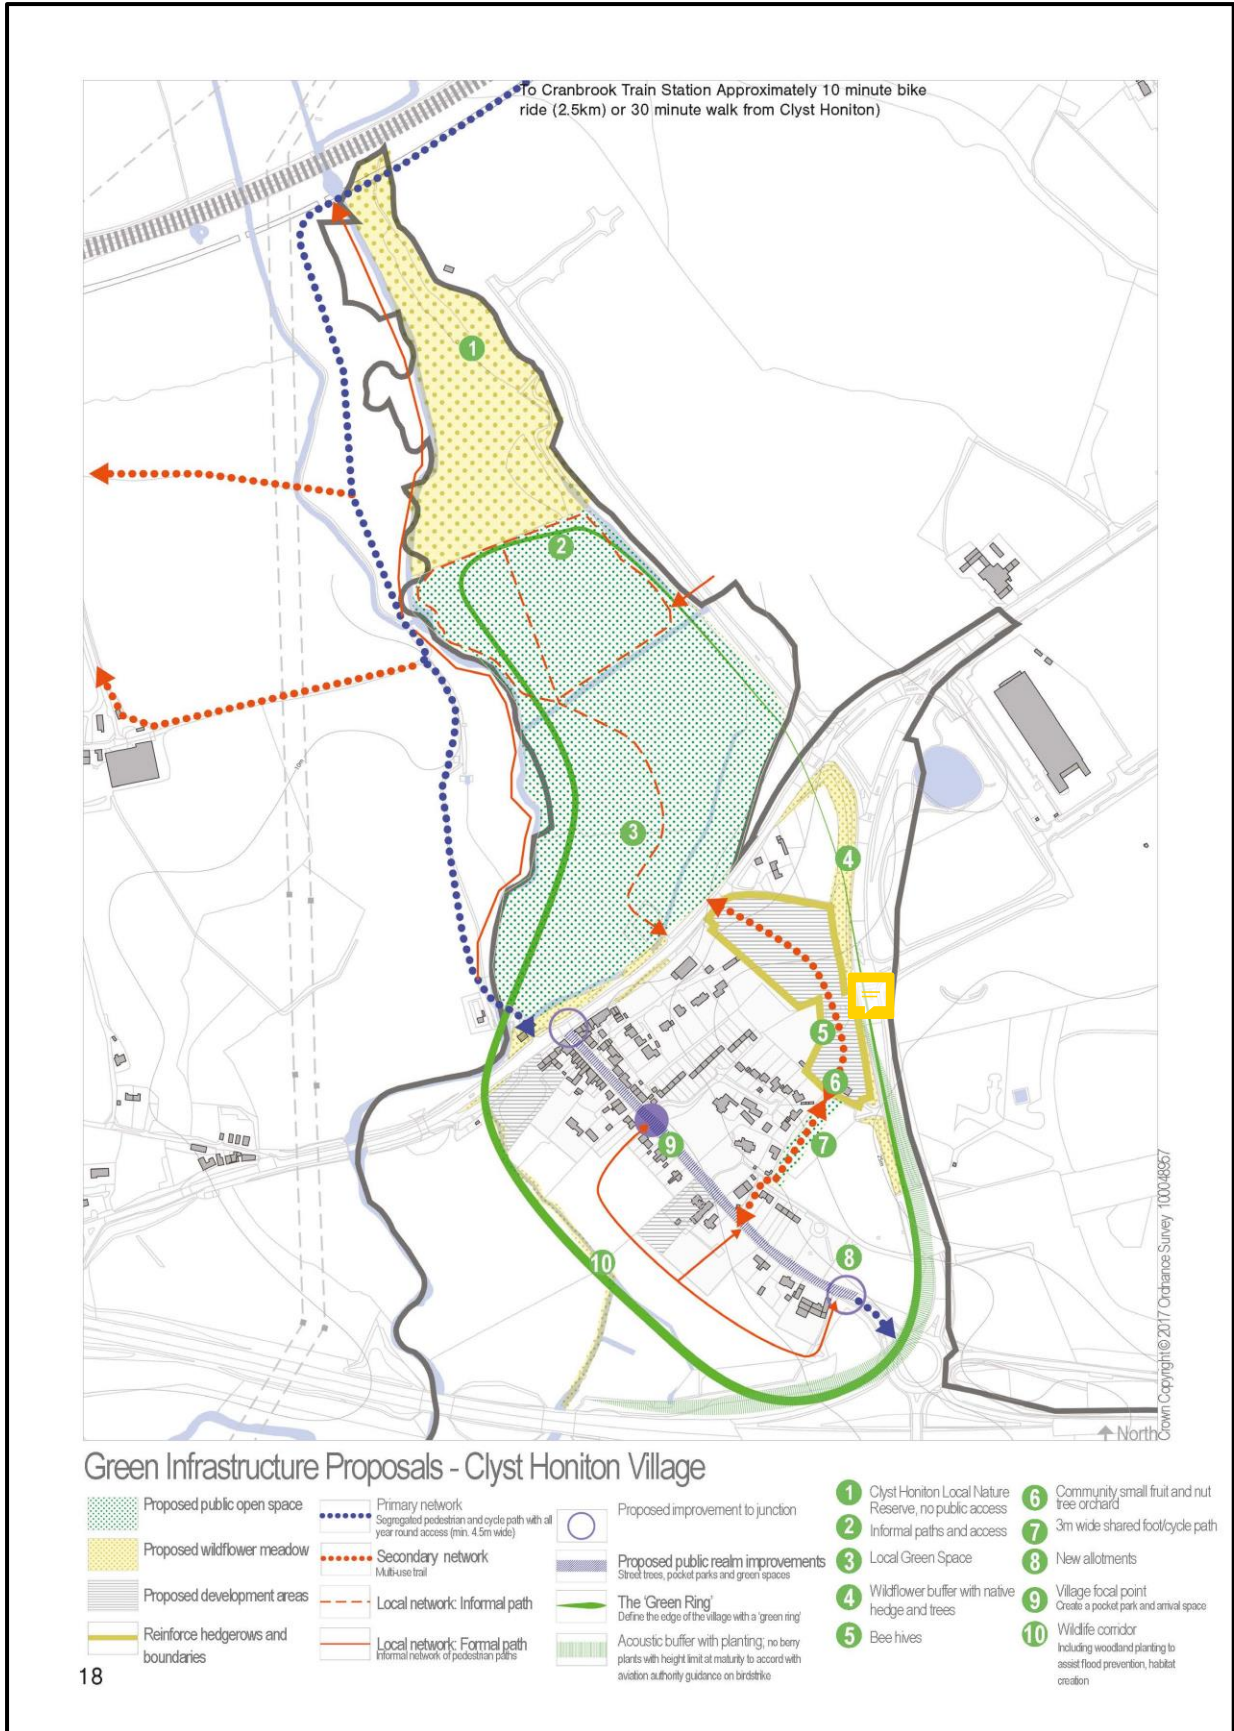 To Cranbrook Train Station Approximately 10 minute bike
ride (2.5km) or 30 minute walk from Clyst Honiton)
1
2
3
4
5
6
7
8
9
10
10m
Crown Copyright © 2017 Ordnance Survey 100048957
North
Green Infrastructure Proposals - Clyst Honiton Village
Proposed public open space
Proposed wildflower meadow
Proposed development areas
Reinforce hedgerows and
boundaries
Primary network
Segregated pedestrian and cycle path with all
year round access (min. 4.5m wide)
Secondary network
Multi-use trail
Local network: Informal path
Local network: Formal path
Informal network of pedestrian paths
Proposed improvement to junction
Proposed public realm improvements
Street trees, pocket parks and green spaces
The 'Green Ring'
Define the edge of the village with a 'green ring'
Acoustic buffer with planting; no berry
plants with height limit at maturity to accord with
aviation authority guidance on birdstrike
1 Clyst Honiton Local Nature
Reserve, no public access
2 Informal paths and access
3 Local Green Space
4 Wildflower buffer with native
hedge and trees
5 Bee hives
6 Community small fruit and nut
tree orchard
7 3m wide shared foot/cycle path
8 New allotments
9 Village focal point
Create a pocket park and arrival space
10 Wildlife corridor
Including woodland planting to
assist flood prevention, habitat
creation
18